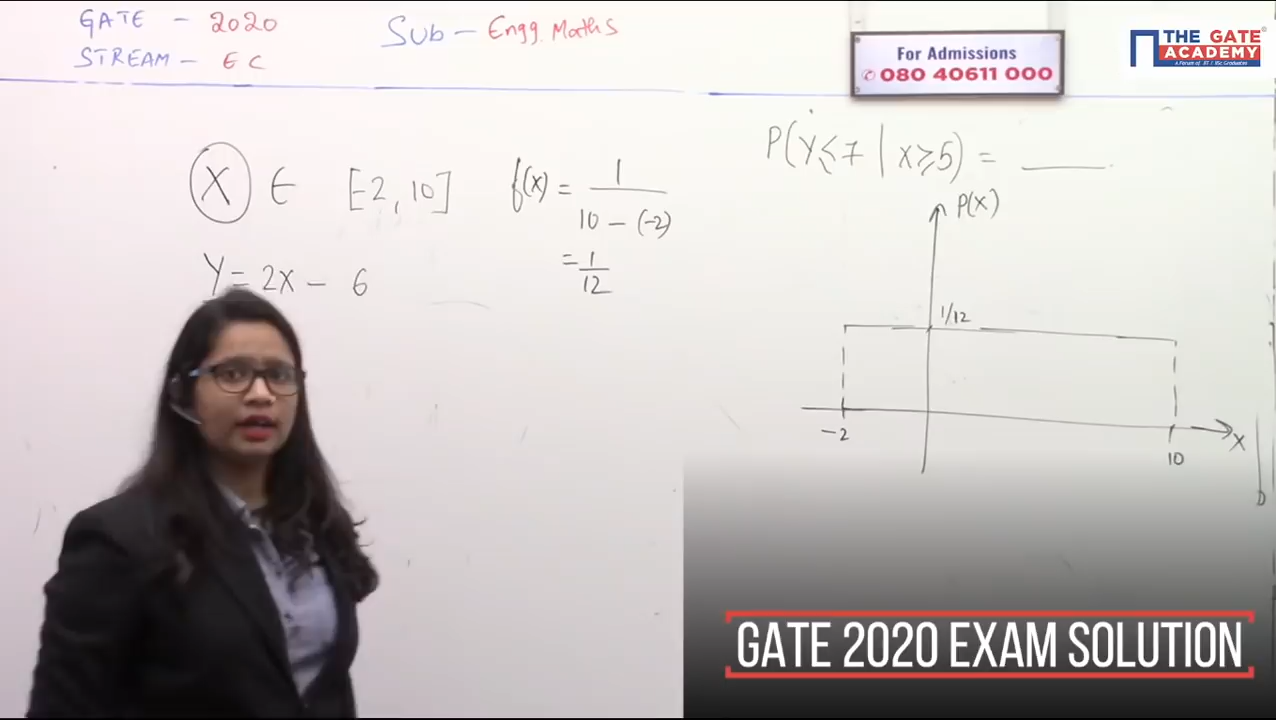 GATE - 2020
Sub - Engg. Maths
STREAM - EC
For Admissions
✆ 080 40611 000
THE GATE
ACADEMY
X ∈ [-2, 10]
f(x) = 1 / 10 - (-2)
= 1/12
Y = 2x - 6
P(Y ≤ 7 | X ≥ 5) = ____
P(X)
1/12
-2
10
X
GATE 2020 EXAM SOLUTION